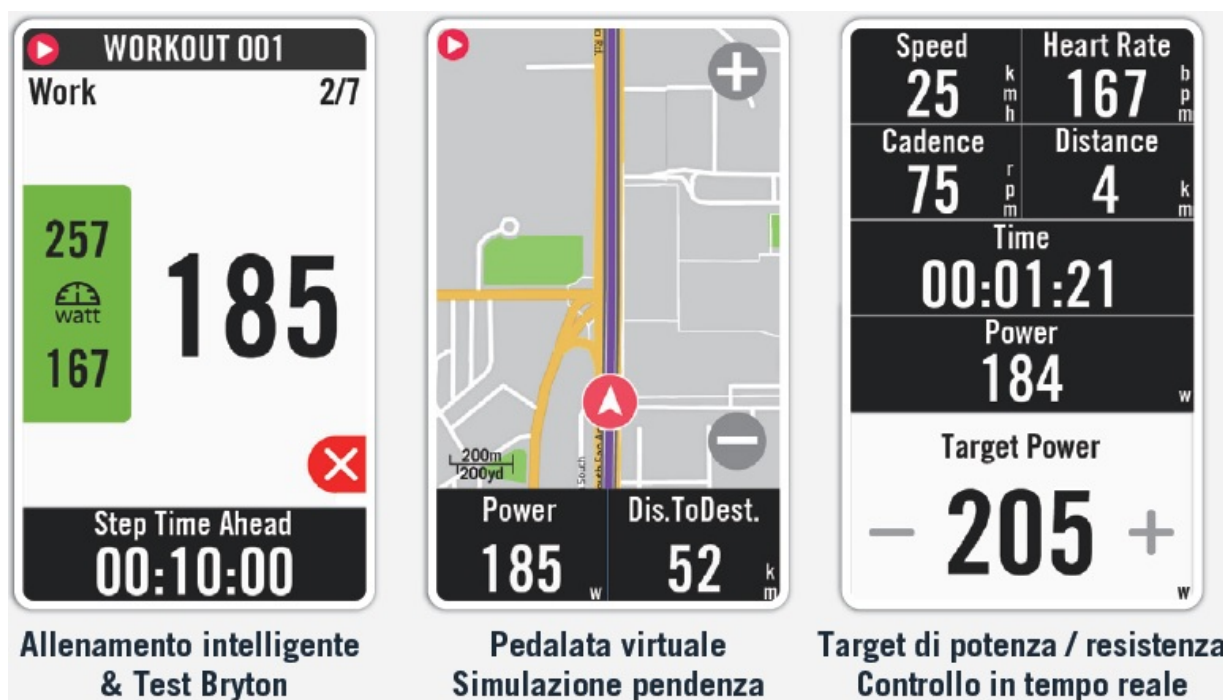 WORKOUT 001
Work 2/7
257
watt
167
185
Step Time Ahead
00:10:00
Allenamento intelligente
& Test Bryton
200m
200yd
Power
185 w
Dis.ToDest.
52 km
Pedalata virtuale
Simulazione pendenza
Speed
25 kmh
Heart Rate
167 bpm
Cadence
75 rpm
Distance
4 km
Time
00:01:21
Power
184 w
Target Power
− 205 +
w
Target di potenza / resistenza
Controllo in tempo reale